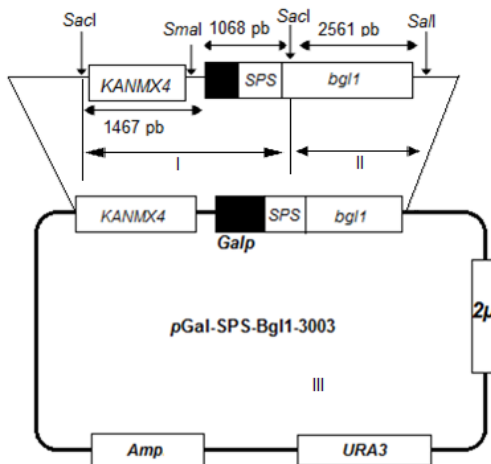 SacI SmaI 1068 pb SacI 2561 pb SalI
KANMX4 SPS bgl1
1467 pb
I II
KANMX4 SPS bgl1
Galp
2µ
pGal-SPS-Bgl1-3003
III
Amp URA3